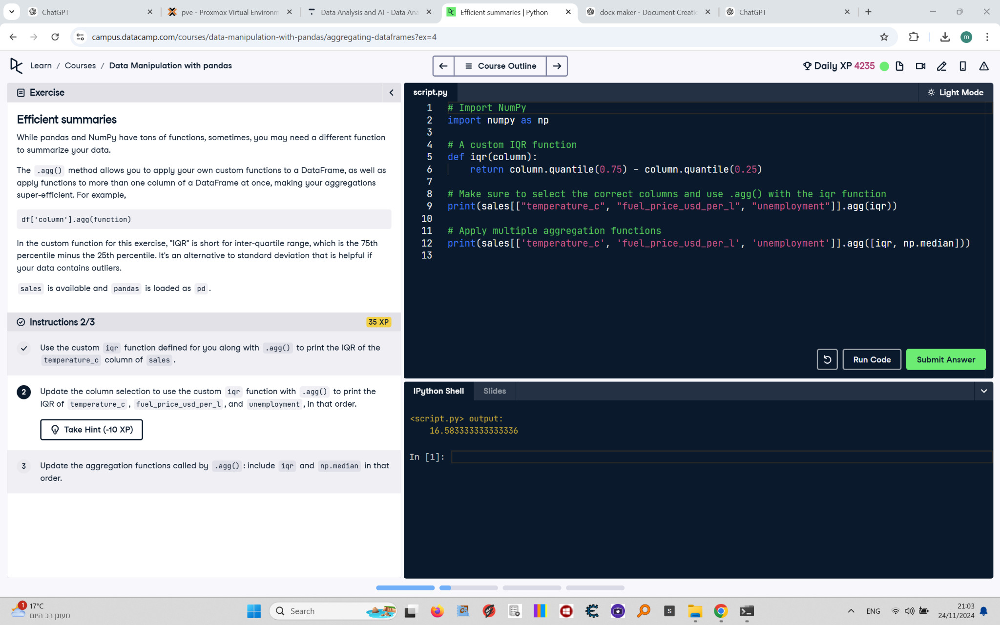 ChatGPT
pve - Proxmox Virtual Environm
Data Analysis and AI - Data Ana
Efficient summaries | Python
docx maker - Document Creatio
ChatGPT
campus.datacamp.com/courses/data-manipulation-with-pandas/aggregating-dataframes?ex=4
m
Learn / Courses / Data Manipulation with pandas
Course Outline
Daily XP 4235
Exercise
Efficient summaries
While pandas and NumPy have tons of functions, sometimes, you may need a different function
to summarize your data.
The .agg() method allows you to apply your own custom functions to a DataFrame, as well as
apply functions to more than one column of a DataFrame at once, making your aggregations
super-efficient. For example,
df['column'].agg(function)
In the custom function for this exercise, "IQR" is short for inter-quartile range, which is the 75th
percentile minus the 25th percentile. It's an alternative to standard deviation that is helpful if
your data contains outliers.
sales is available and pandas is loaded as pd.
Instructions 2/3
35 XP
Use the custom iqr function defined for you along with .agg() to print the IQR of the
temperature_c column of sales.
2 Update the column selection to use the custom iqr function with .agg() to print the
IQR of temperature_c, fuel_price_usd_per_l, and unemployment, in that order.
Take Hint (-10 XP)
3 Update the aggregation functions called by .agg(): include iqr and np.median in that
order.
script.py
Light Mode
1 # Import NumPy
2 import numpy as np
3
4 # A custom IQR function
5 def iqr(column):
6     return column.quantile(0.75) - column.quantile(0.25)
7
8 # Make sure to select the correct columns and use .agg() with the iqr function
9 print(sales[["temperature_c", "fuel_price_usd_per_l", "unemployment"]].agg(iqr))
10
11 # Apply multiple aggregation functions
12 print(sales[['temperature_c', 'fuel_price_usd_per_l', 'unemployment']].agg([iqr, np.median]))
13
Run Code
Submit Answer
IPython Shell
Slides
<script.py> output:
16.583333333333336
In [1]:
1
17°C
מעונן רב היום
Search
S
ENG
21:03
24/11/2024